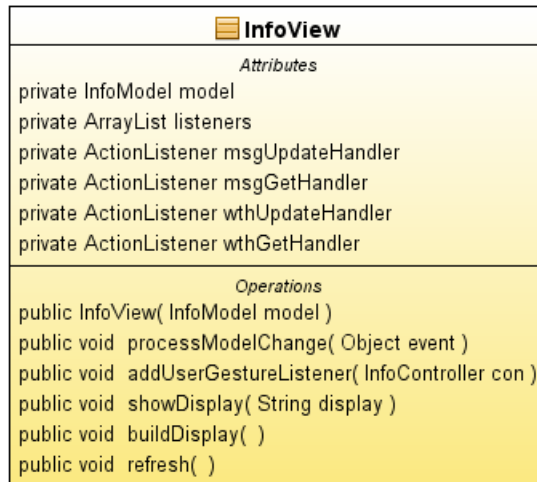 InfoView
Attributes
private InfoModel model
private ArrayList listeners
private ActionListener msgUpdateHandler
private ActionListener msgGetHandler
private ActionListener wthUpdateHandler
private ActionListener wthGetHandler
Operations
public InfoView( InfoModel model )
public void processModelChange( Object event )
public void addUserGestureListener( InfoController con )
public void showDisplay( String display )
public void buildDisplay( )
public void refresh( )